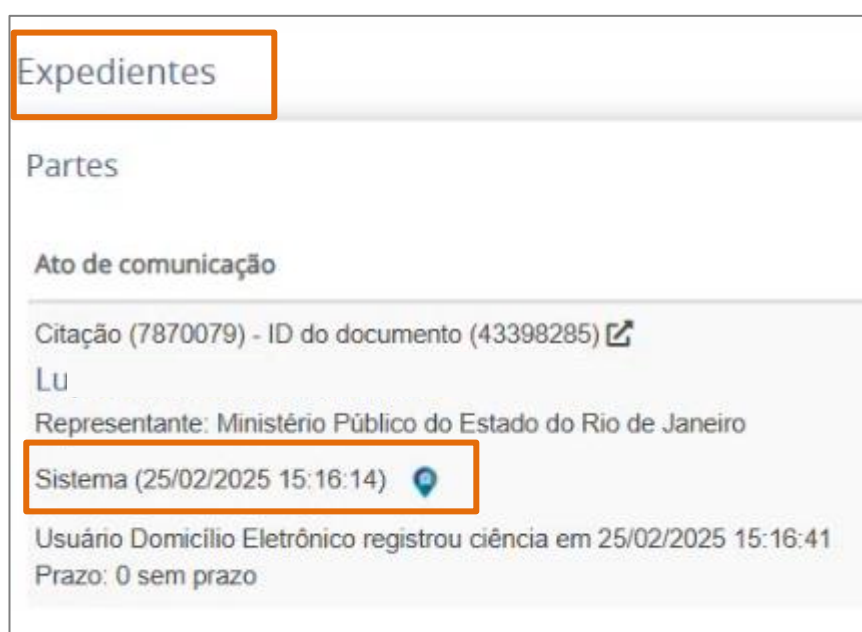 Expedientes
Partes
Ato de comunicação
Citação (7870079) - ID do documento (43398285)
Lu
Representante: Ministério Público do Estado do Rio de Janeiro
Sistema (25/02/2025 15:16:14)
Usuário Domicílio Eletrônico registrou ciência em 25/02/2025 15:16:41
Prazo: 0 sem prazo